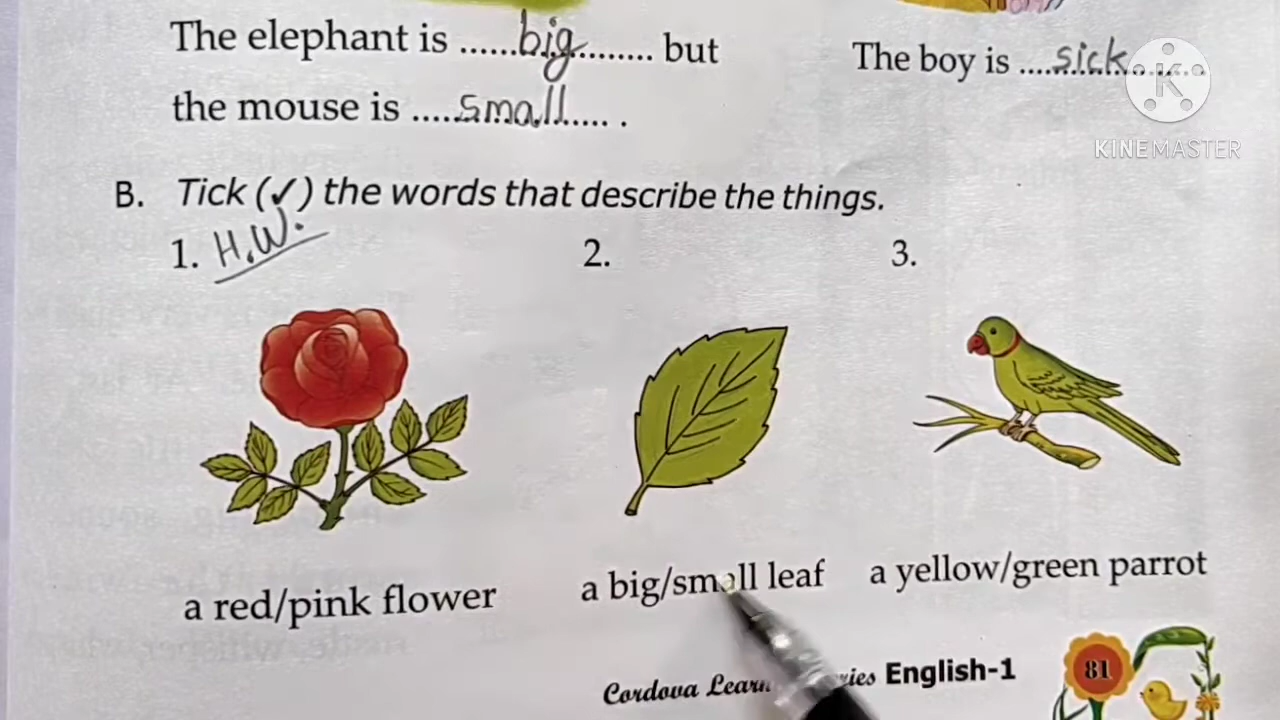 The elephant is ......big.......... but
The boy is ....sick........
the mouse is ......small...... .
KINEMASTER
B. Tick (✓) the words that describe the things.
1. H.W.
2.
3.
a red/pink flower
a big/small leaf
a yellow/green parrot
Cordova English-1
81